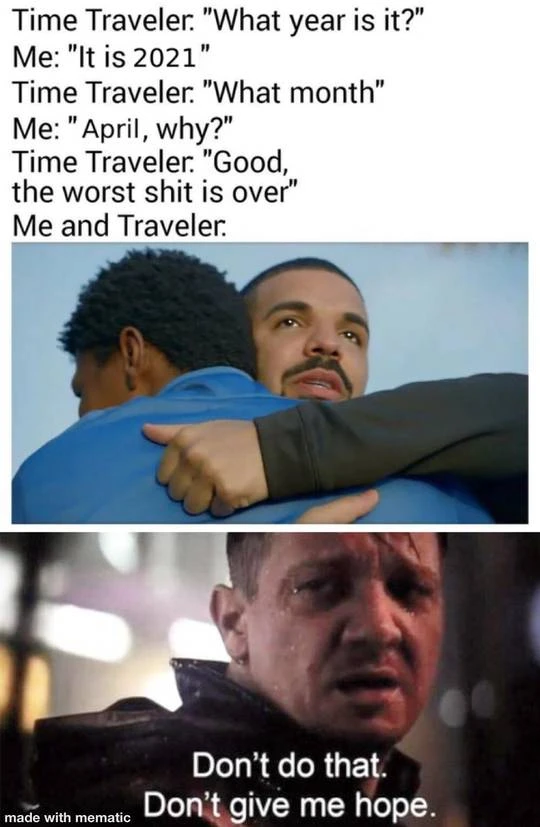 Time Traveler: "What year is it?"
Me: "It is 2021"
Time Traveler: "What month"
Me: "April, why?"
Time Traveler: "Good,
the worst shit is over"
Me and Traveler:
Don't do that.
Don't give me hope.
made with mematic